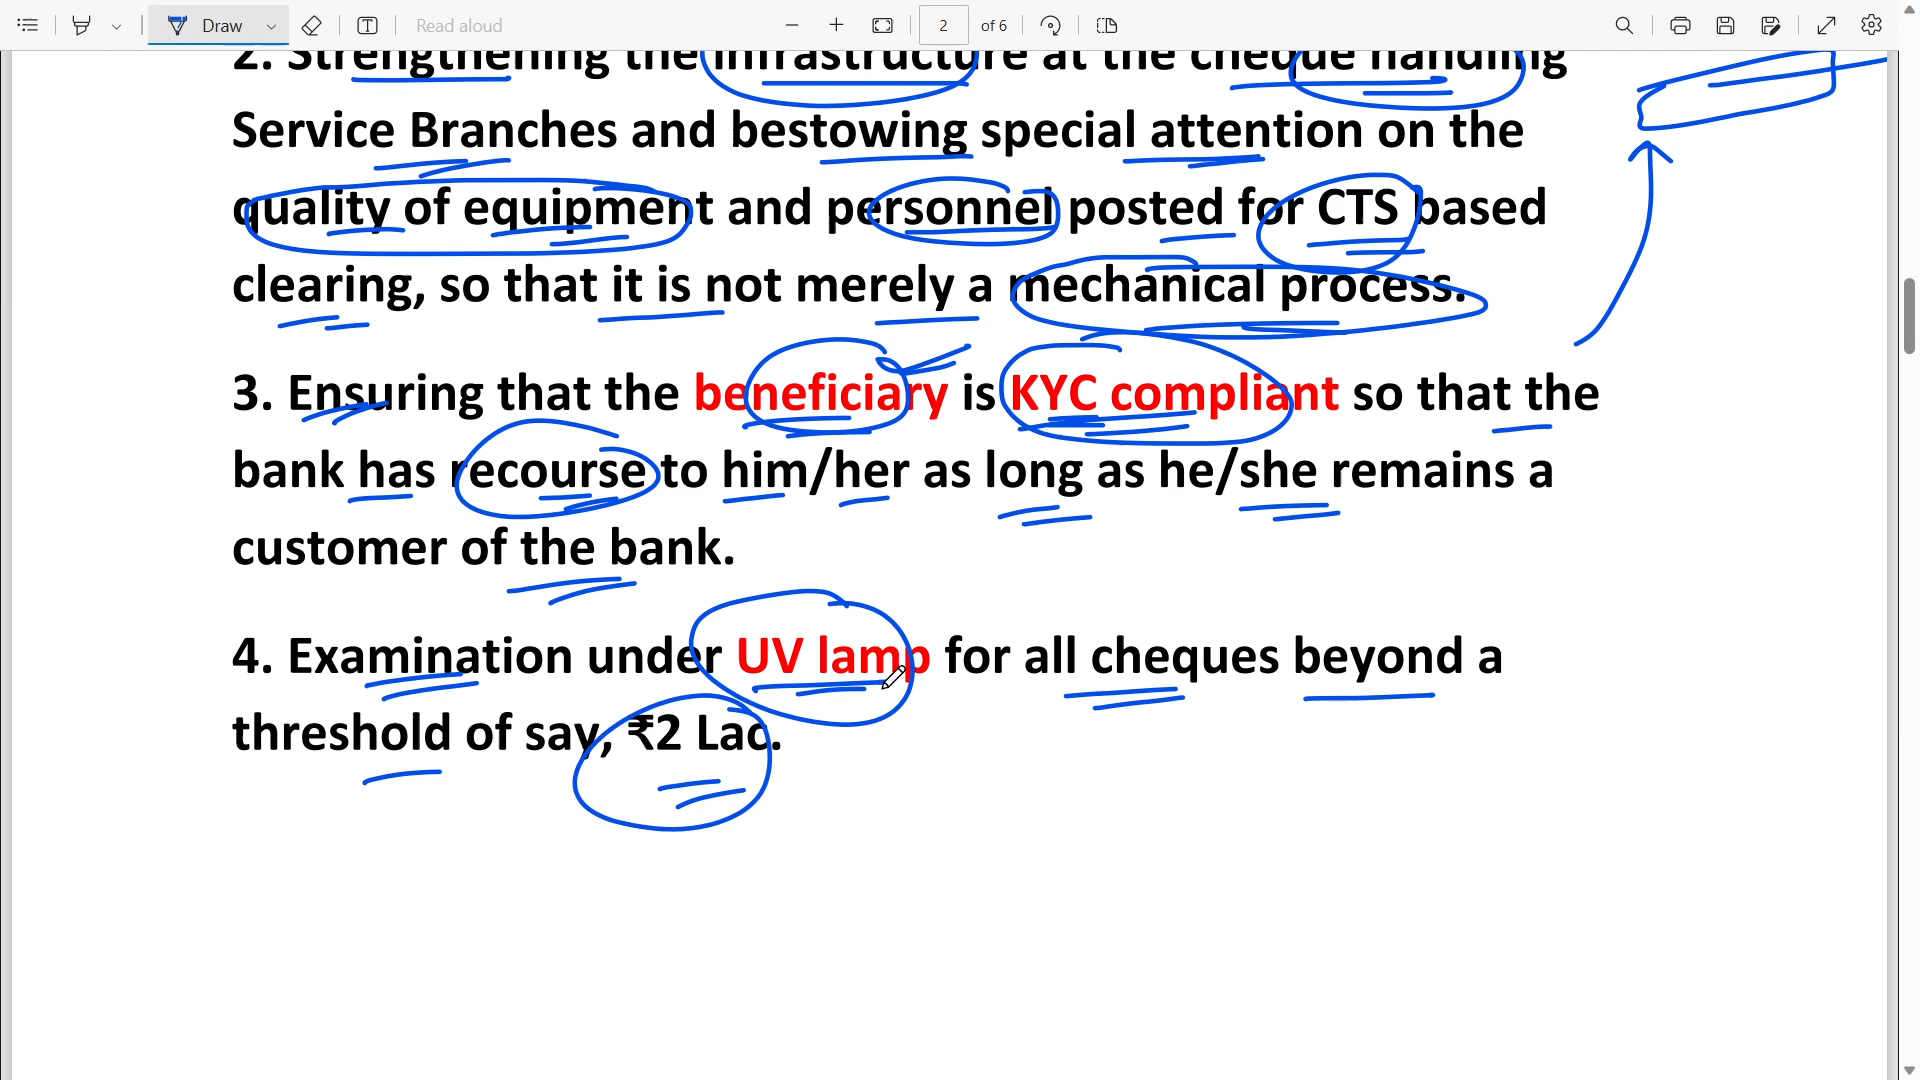 Draw
Read aloud
2
of 6
2. Strengthening the infrastructure at the cheque handling
Service Branches and bestowing special attention on the
quality of equipment and personnel posted for CTS based
clearing, so that it is not merely a mechanical process.
3. Ensuring that the beneficiary is KYC compliant so that the
bank has recourse to him/her as long as he/she remains a
customer of the bank.
4. Examination under UV lamp for all cheques beyond a
threshold of say, ₹2 Lac.